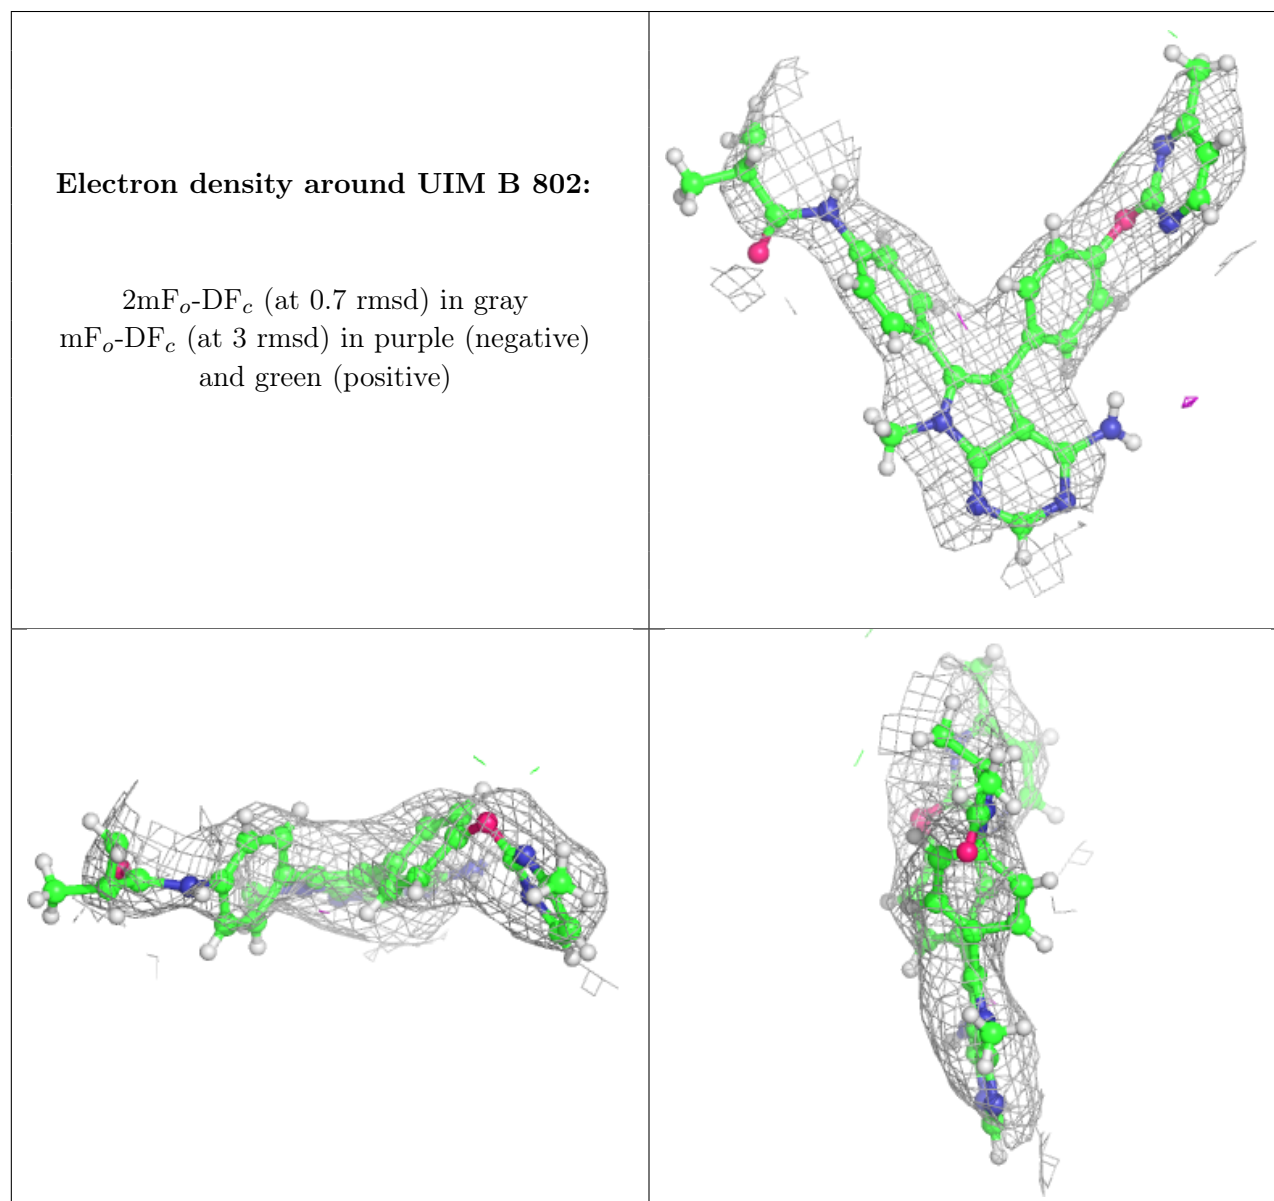 Electron density around UIM B 802:
2mFo-DFc (at 0.7 rmsd) in gray
mFo-DFc (at 3 rmsd) in purple (negative)
and green (positive)